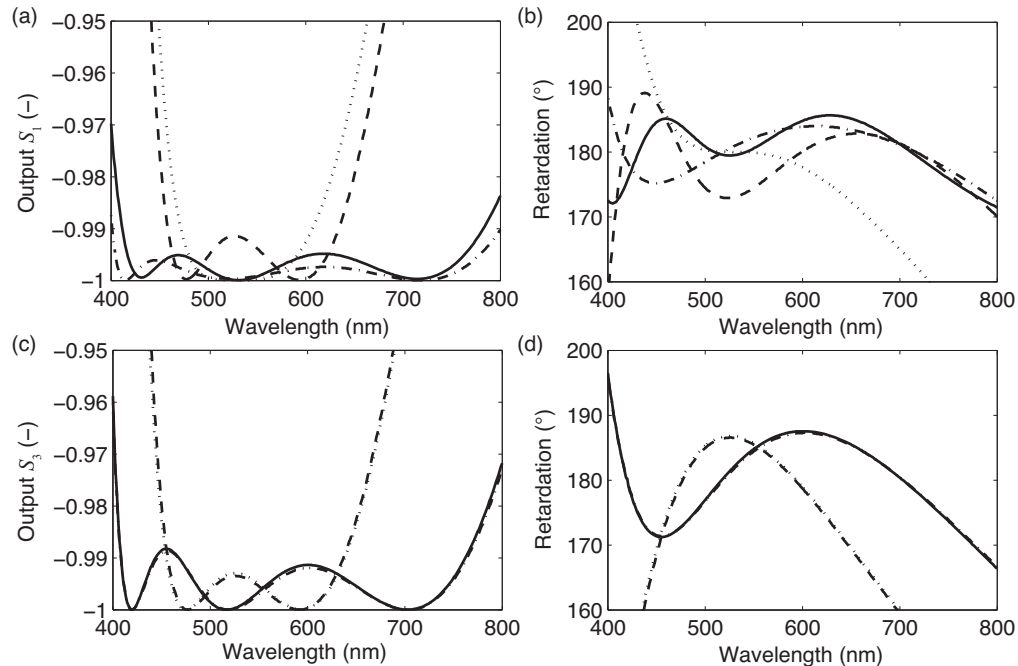 (a)
−0.95
−0.96
−0.97
−0.98
−0.99
−1
400 500 600 700 800
Output S1 (−)
Wavelength (nm)
(b)
200
190
180
170
160
400 500 600 700 800
Retardation (°)
Wavelength (nm)
(c)
−0.95
−0.96
−0.97
−0.98
−0.99
−1
400 500 600 700 800
Output S3 (−)
Wavelength (nm)
(d)
200
190
180
170
160
400 500 600 700 800
Retardation (°)
Wavelength (nm)